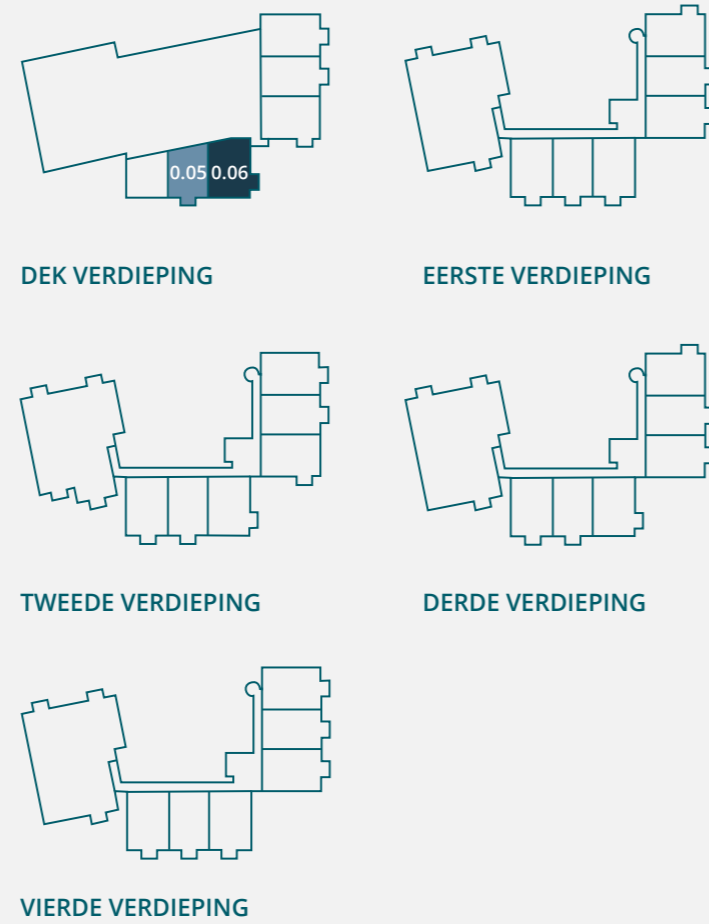 0.05 0.06
DEK VERDIEPING
EERSTE VERDIEPING
TWEEDE VERDIEPING
DERDE VERDIEPING
VIERDE VERDIEPING